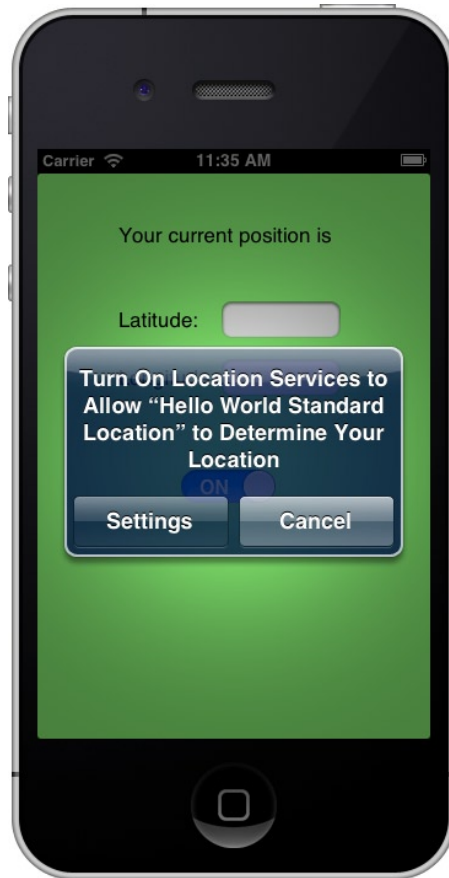 Carrier 11:35 AM
Your current position is
Latitude:
Turn On Location Services to
Allow “Hello World Standard
Location” to Determine Your
Location
ON
Settings Cancel